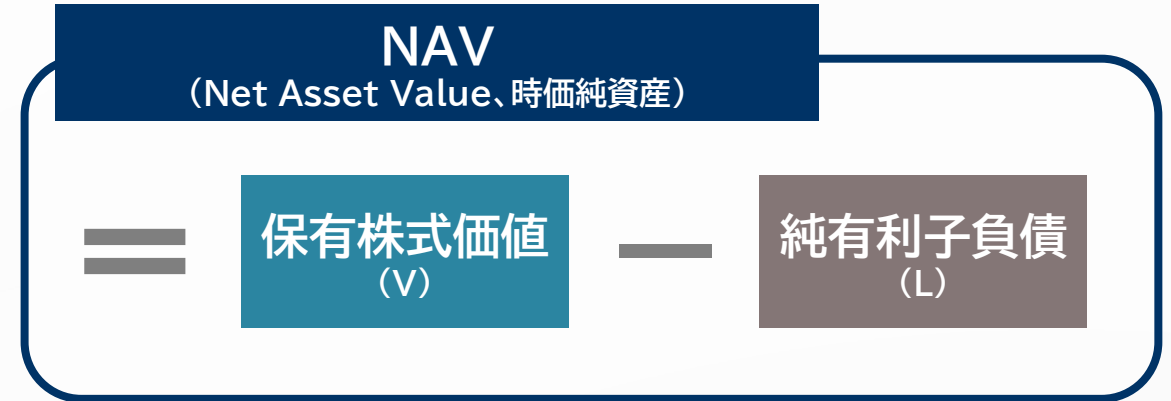 NAV
(Net Asset Value、時価純資産)
＝
保有株式価値
(V)
－
純有利子負債
(L)